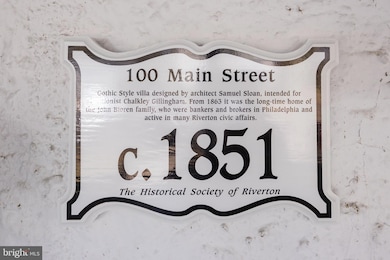 100 Main Street
Gothic Style villa designed by architect Samuel Sloan, intended for
Chalkley Gillingham. From 1863 it was the long-time home of
the John Bioren family, who were bankers and brokers in Philadelphia and
active in many Riverton civic affairs.
c.1851
The Historical Society of Riverton
bright MLS